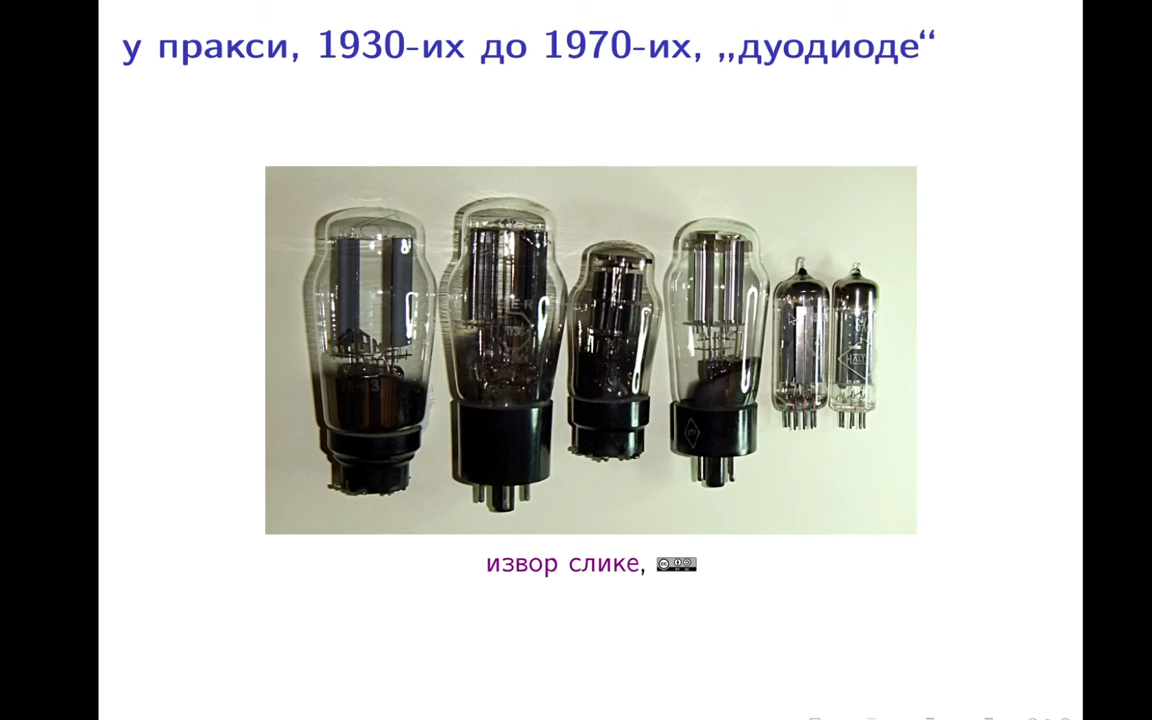 у пракси, 1930-их до 1970-их, „дуодиоде“
извор слике,